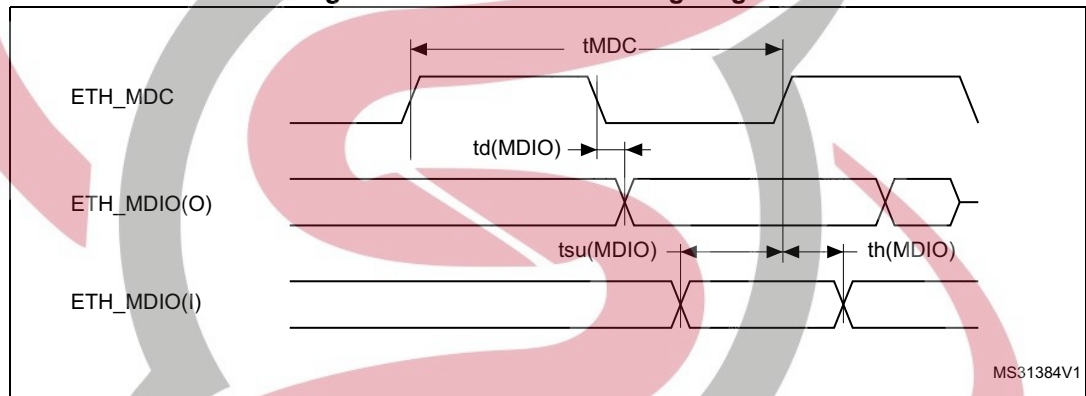 tMDC
ETH_MDC
td(MDIO)
ETH_MDIO(O)
tsu(MDIO)
th(MDIO)
ETH_MDIO(I)
MS31384V1